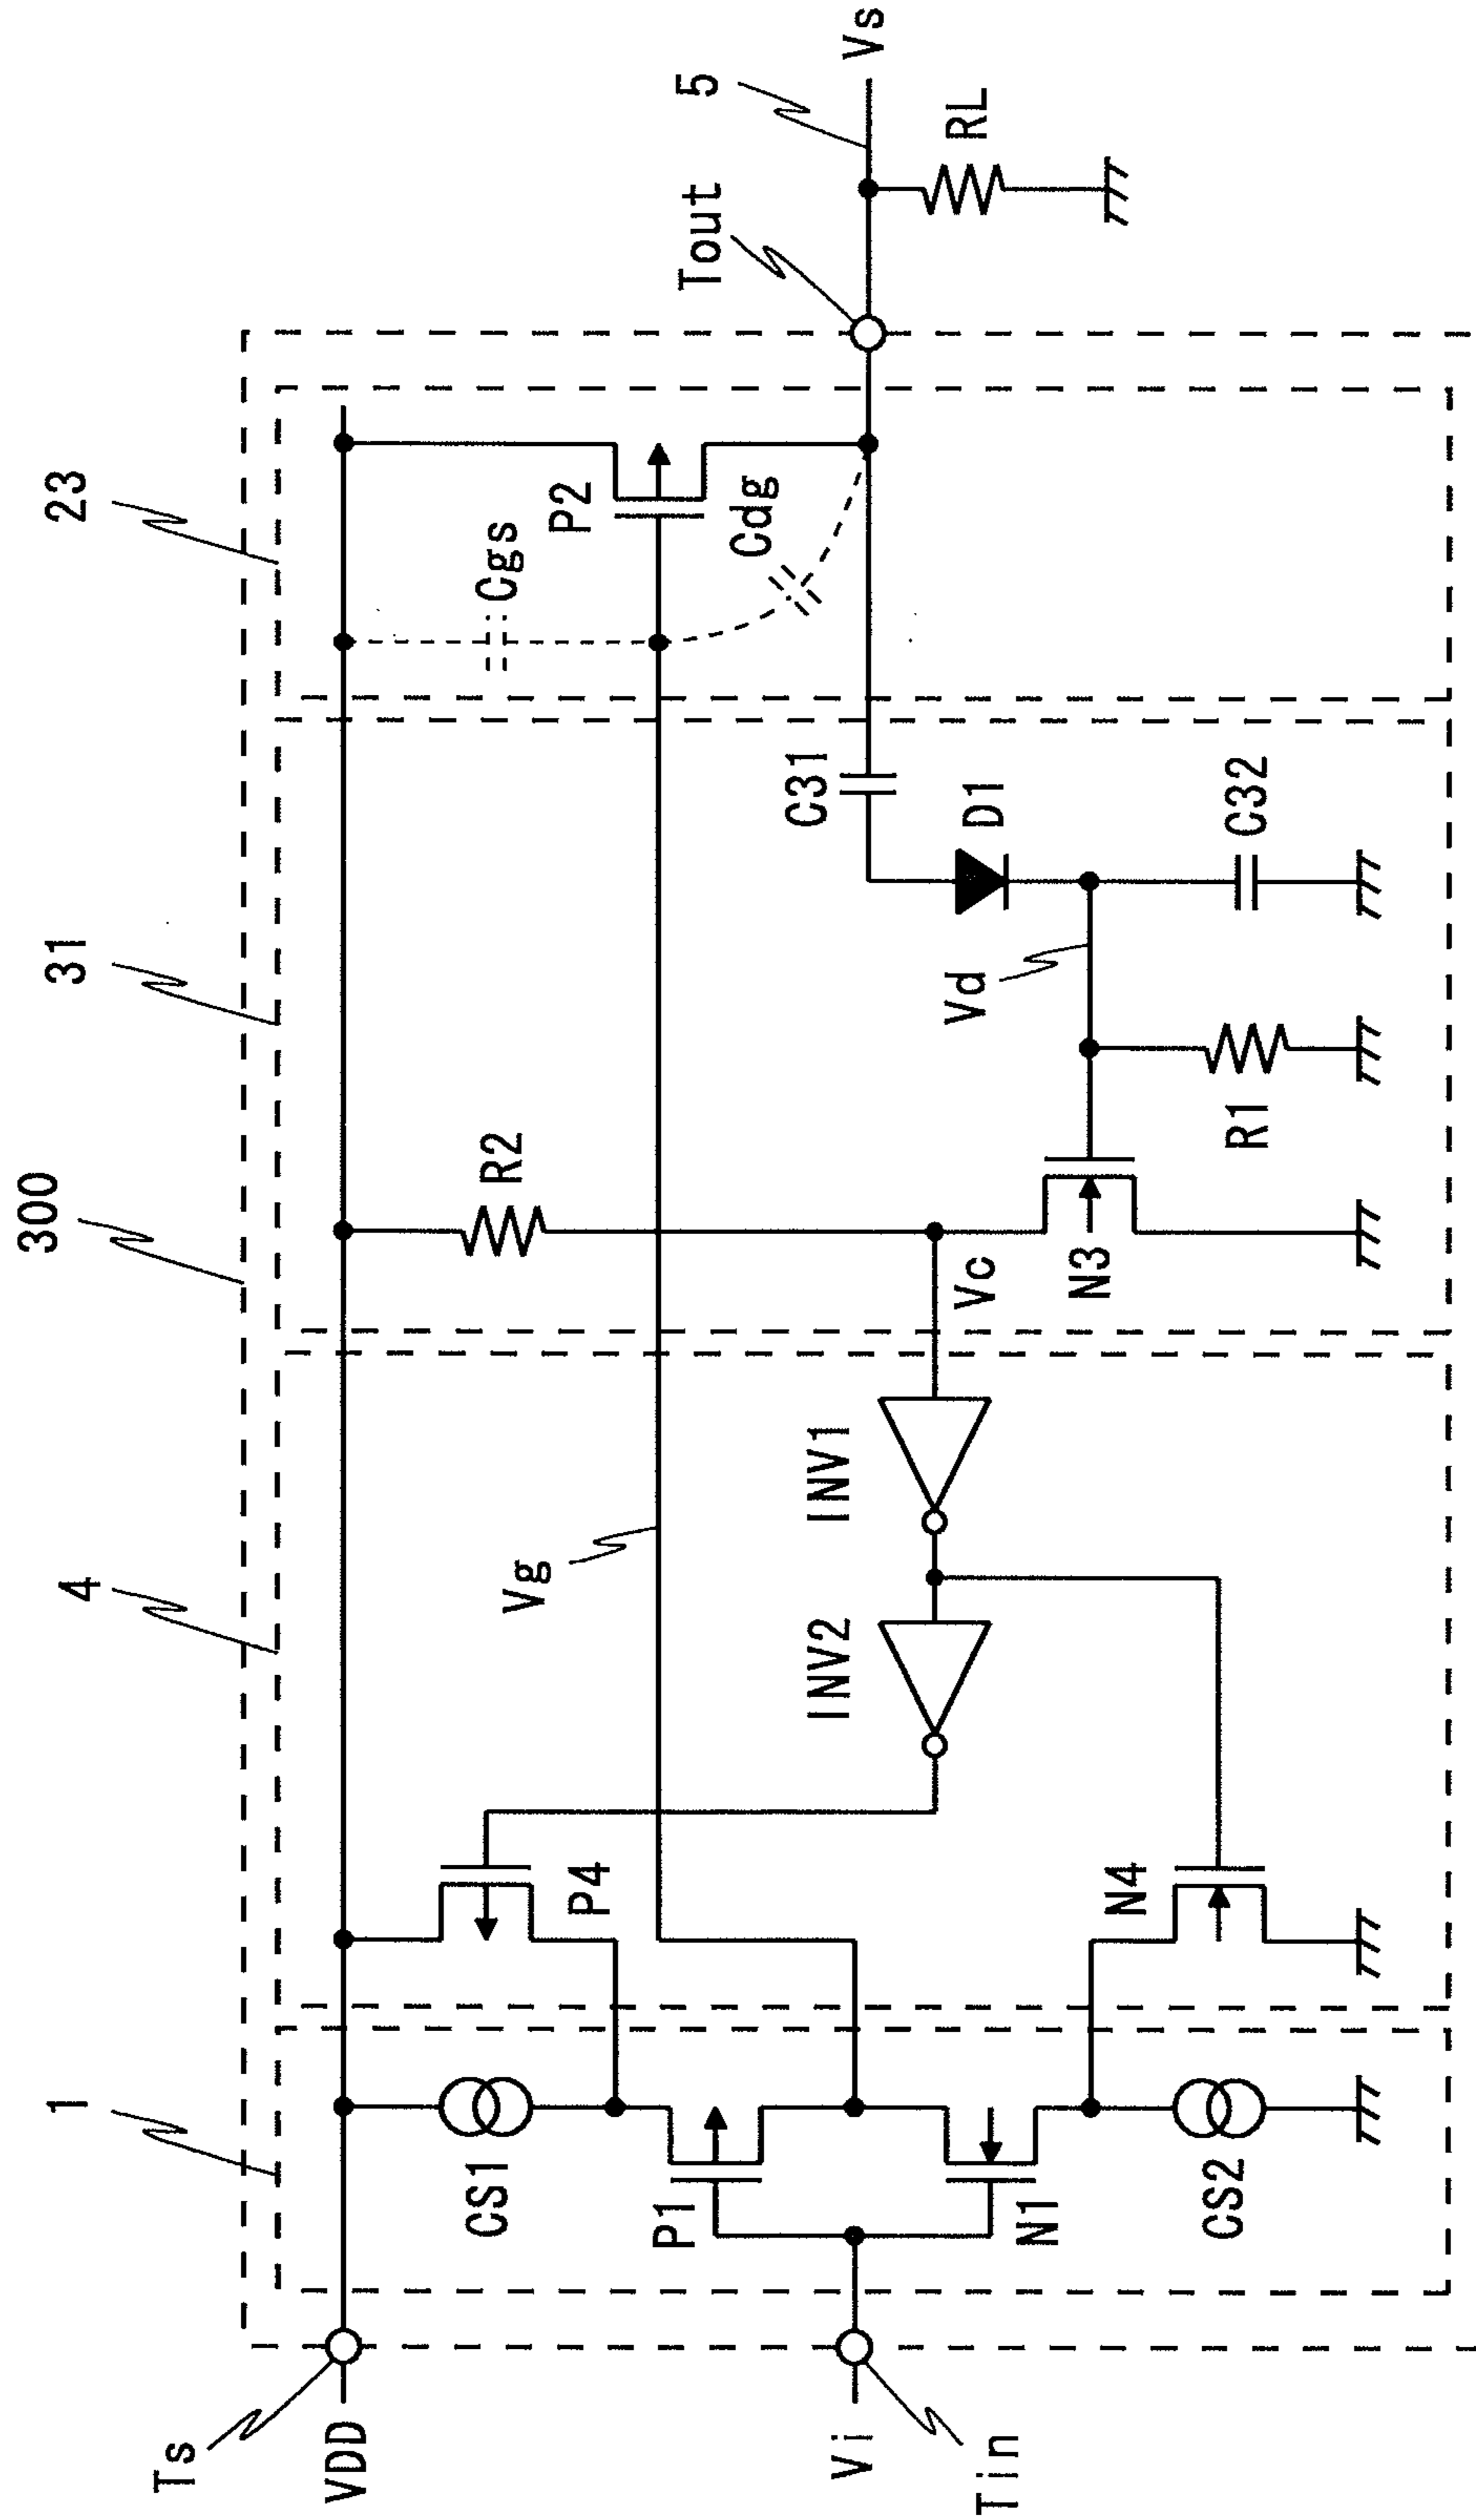 300
1
4
31
23
Ts
VDD
CS1
P4
R2
Cgs
P2
Tout
5
Vs
P1
Vg
Cdg
Vi
INV2
INV1
Vc
C31
RL
Tin
N1
N4
N3
Vd
D1
CS2
R1
C32